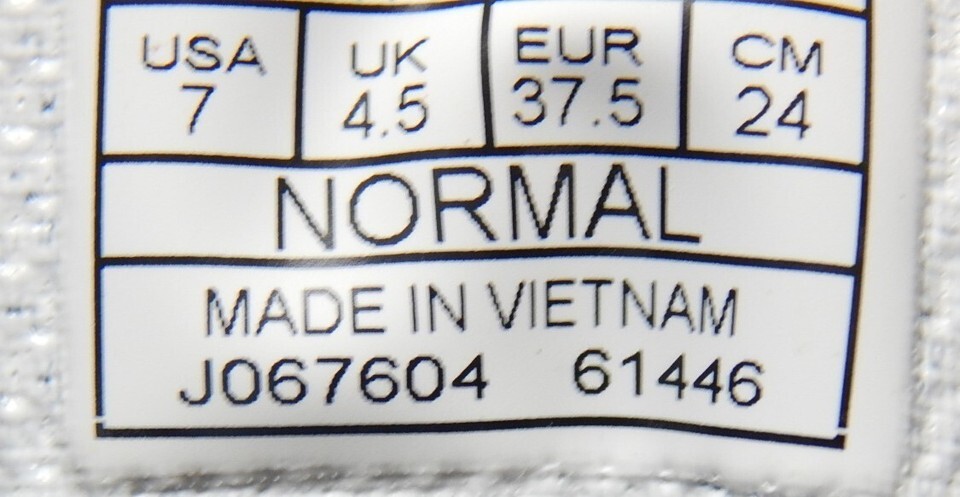 USA UK EUR CM
7 4.5 37.5 24
NORMAL
MADE IN VIETNAM
J067604 61446